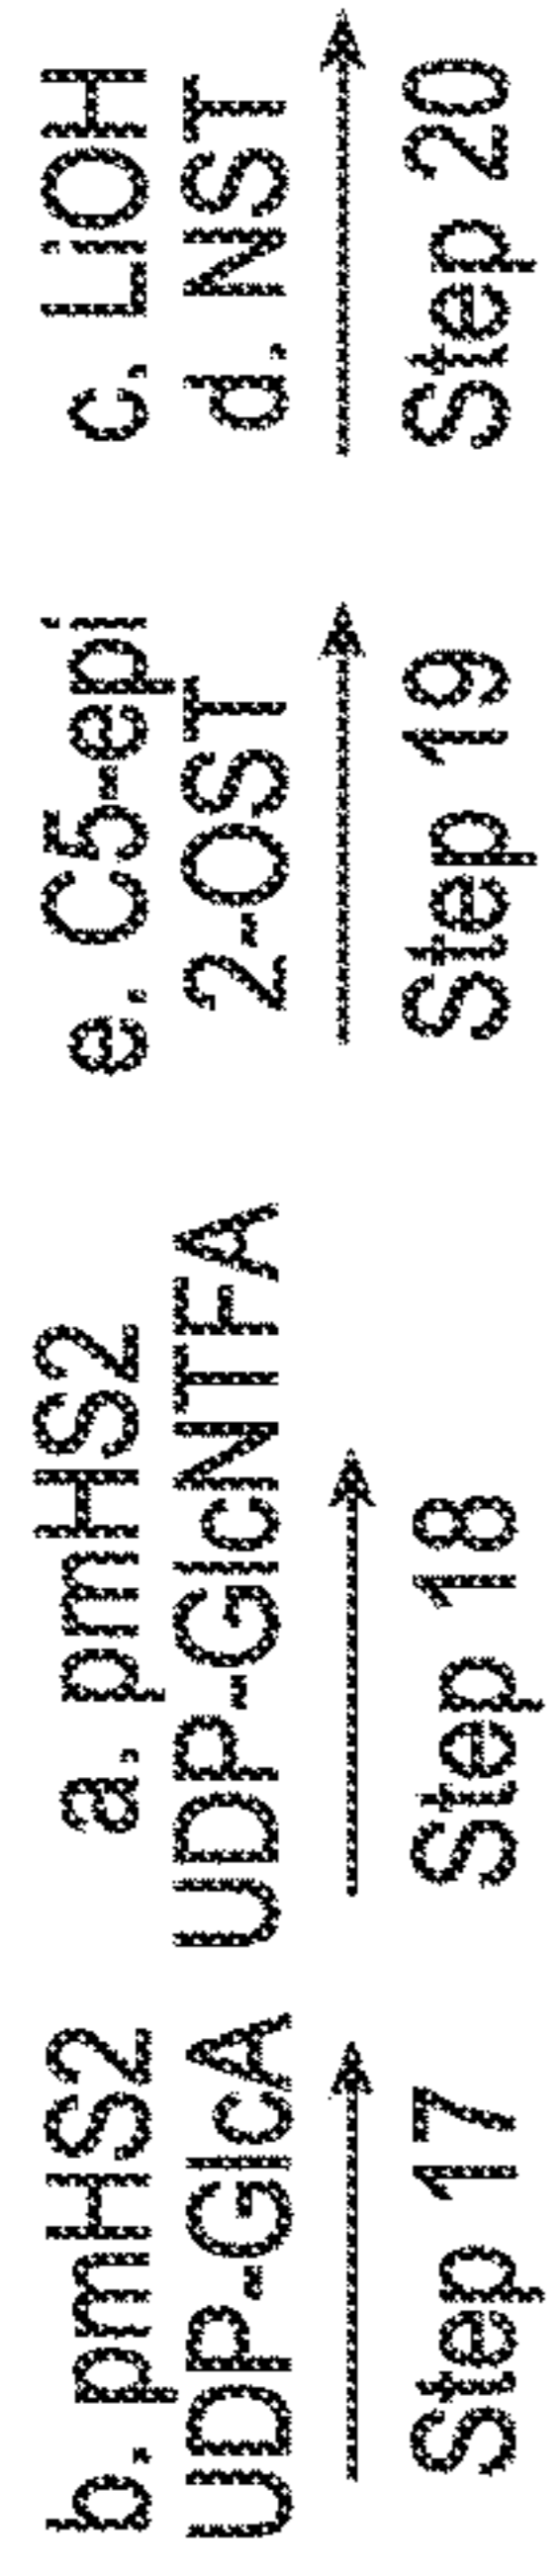 b. pmHS2
UDP-GlcA
Step 17
a. pmHS2
UDP-GlcNTFA
Step 18
e. C5-epi
2-OST
Step 19
c. LiOH
d. NST
Step 20